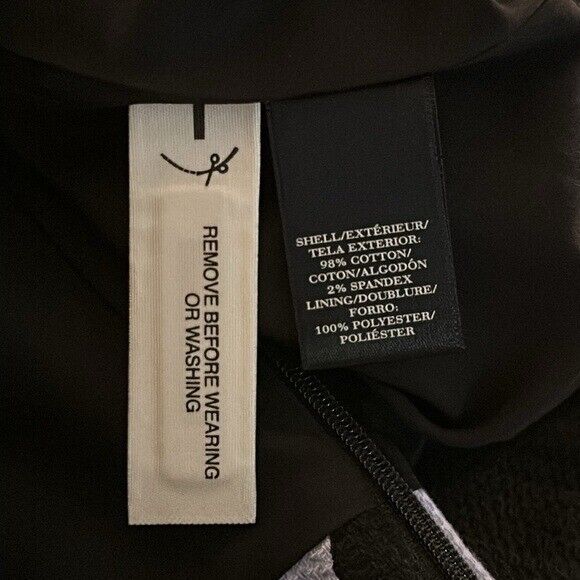 REMOVE BEFORE WEARING
OR WASHING
SHELL/EXTÉRIEUR/
TELA EXTERIOR:
98% COTTON/
COTON/ALGODÓN
2% SPANDEX
LINING/DOUBLURE/
FORRO:
100% POLYESTER/
POLIÉSTER